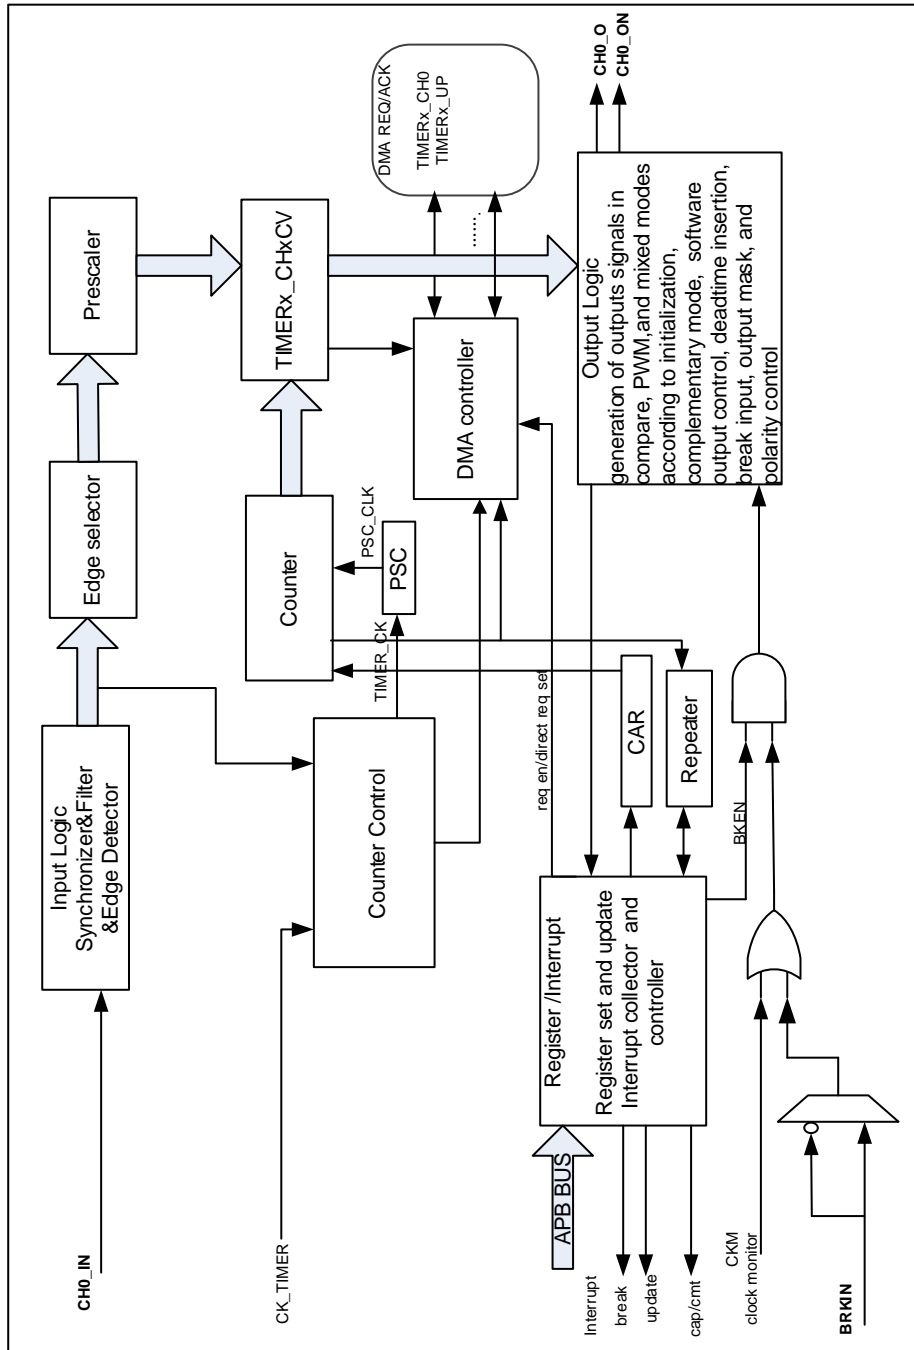 CH0_IN
Input Logic
Synchronizer&Filter
&Edge Detector
Edge selector
Prescaler
CK_TIMER
Counter Control
TIMER_CK
PSC
PSC_CLK
Counter
TIMERx_CHxCV
DMA REQ/ACK
TIMERx_CH0
TIMERx_UP
.......
DMA controller
req en/direct req set
APB BUS
Register /Interrupt
Register set and update
Interrupt collector and
controller
CAR
Repeater
Interrupt
break
update
cap/cmt
BKEN
CKM
clock monitor
BRKIN
Output Logic
generation of outputs signals in
compare, PWM,and mixed modes
according to initialization,
complementary mode, software
output control, deadtime insertion,
break input, output mask, and
polarity control
CH0_O
CH0_ON